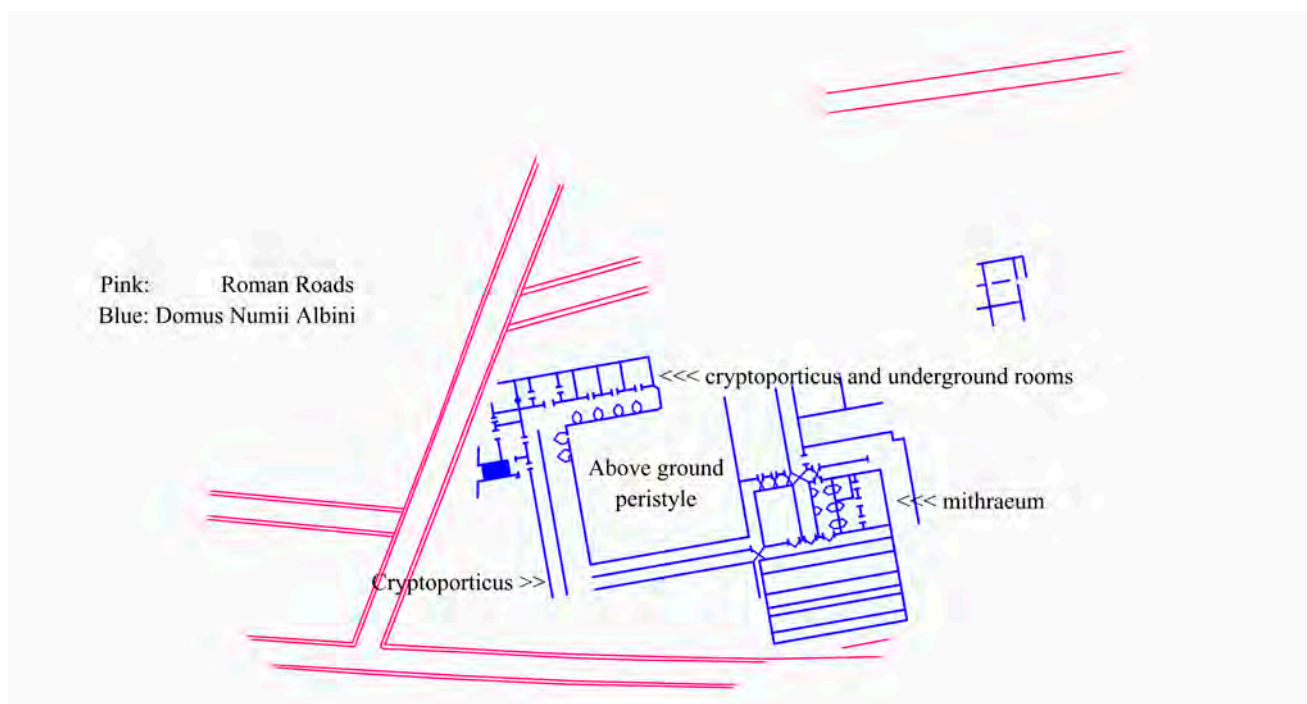 Pink: Roman Roads
Blue: Domus Numii Albini
<<< cryptoporticus and underground rooms
Above ground
peristyle
<<< mithraeum
Cryptoporticus >>